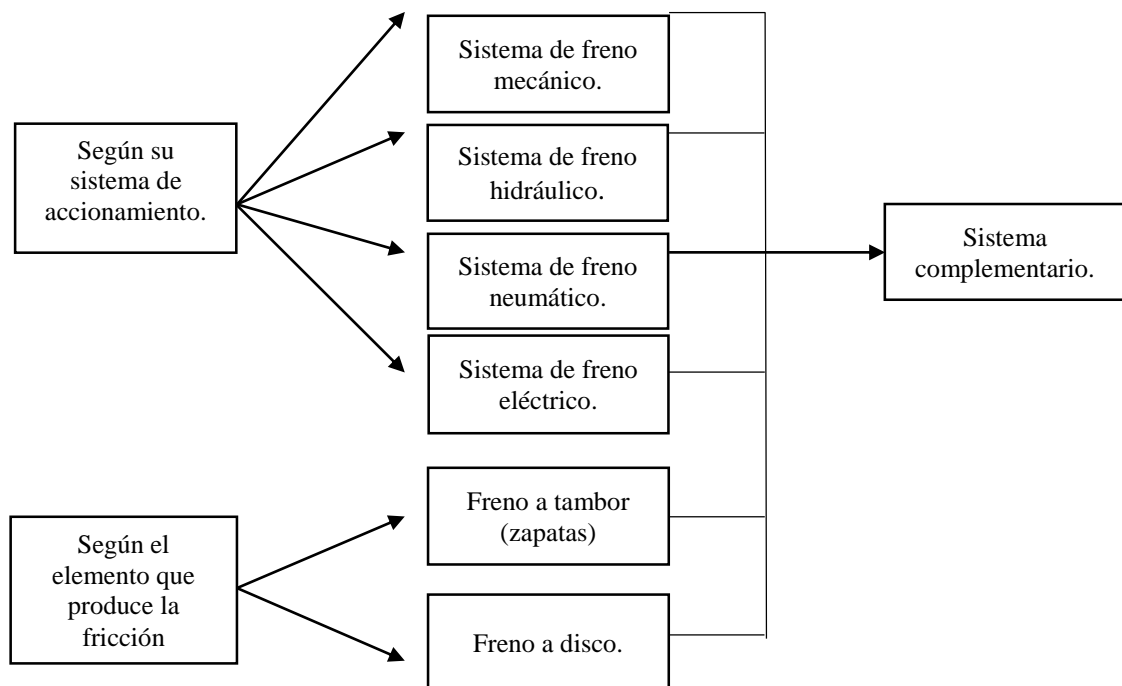 Sistema de freno
mecánico.
Según su
sistema de
accionamiento.
Sistema de freno
hidráulico.
Sistema de freno
neumático.
Sistema de freno
eléctrico.
Sistema
complementario.
Según el
elemento que
produce la
fricción
Freno a tambor
(zapatas)
Freno a disco.